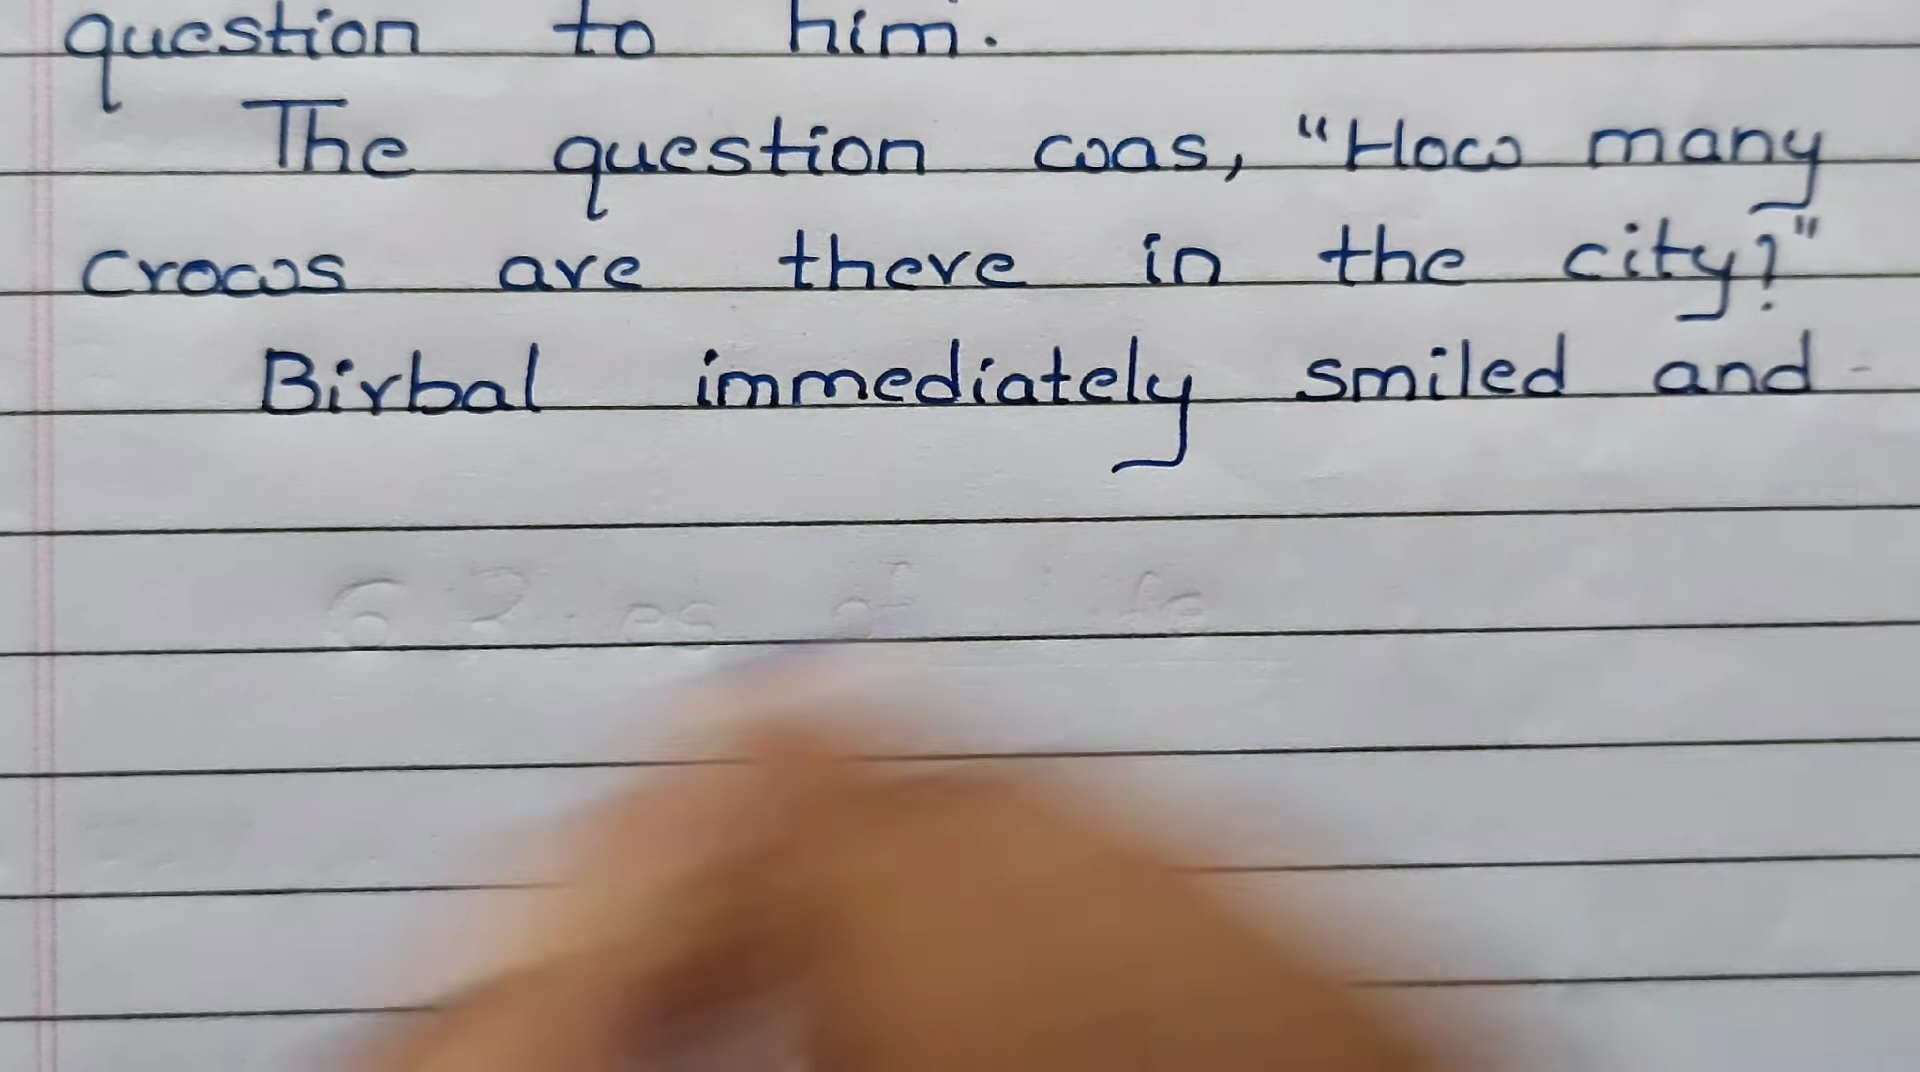 question to him.
The question was, "How many
crows are there in the city?"
Birbal immediately smiled and